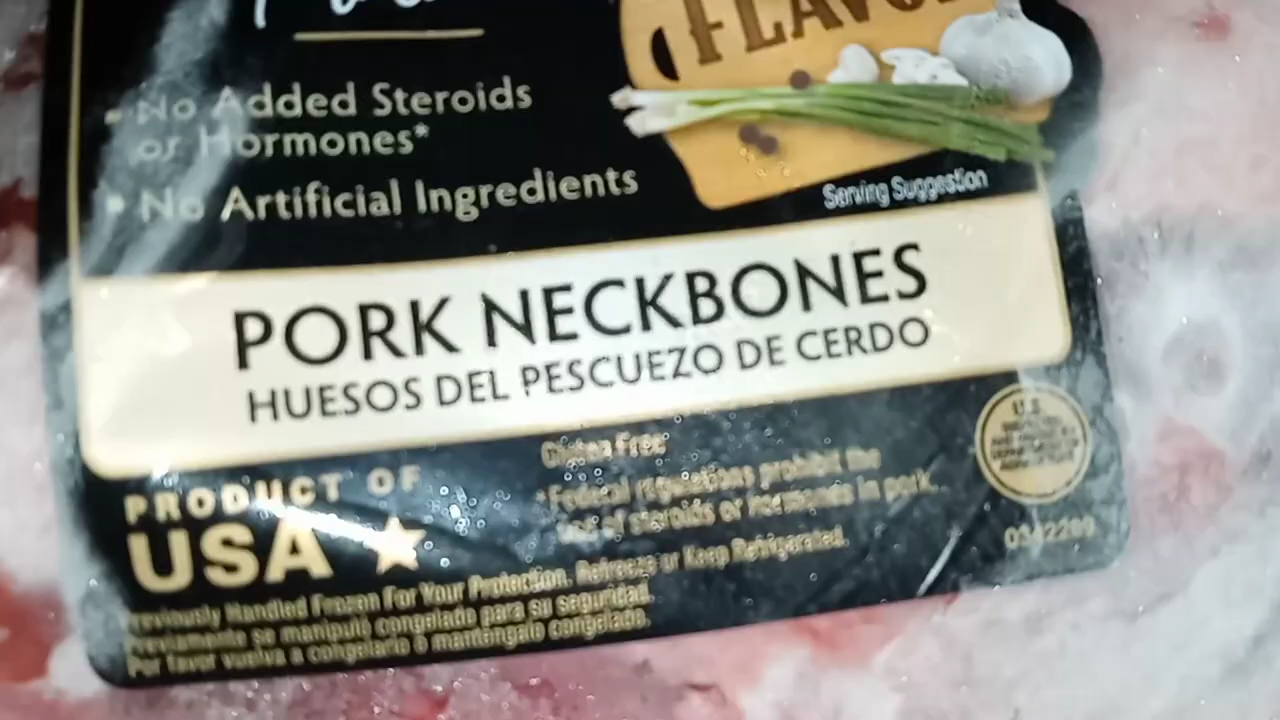 FLAVOR
- No Added Steroids
or Hormones*
No Artificial Ingredients
Serving Suggestion
PORK NECKBONES
HUESOS DEL PESCUEZO DE CERDO
U.S.
Gluten Free
*Federal regulations prohibit the
use of steroids or hormones in pork.
PRODUCT OF
USA
Previously Handled Frozen For Your Protection. Refreeze or Keep Refrigerated.
Previamente se manipuló congelado para su seguridad.
Por favor vuelva a congelarlo o manténgalo congelado.